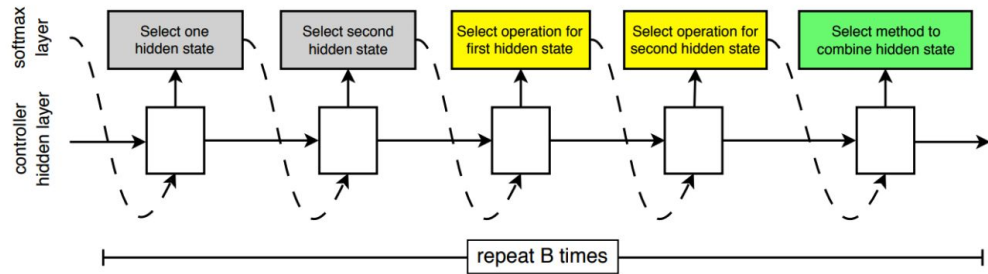 softmax
layer
Select one
hidden state
Select second
hidden state
Select operation for
first hidden state
Select operation for
second hidden state
Select method to
combine hidden state
controller
hidden layer
repeat B times